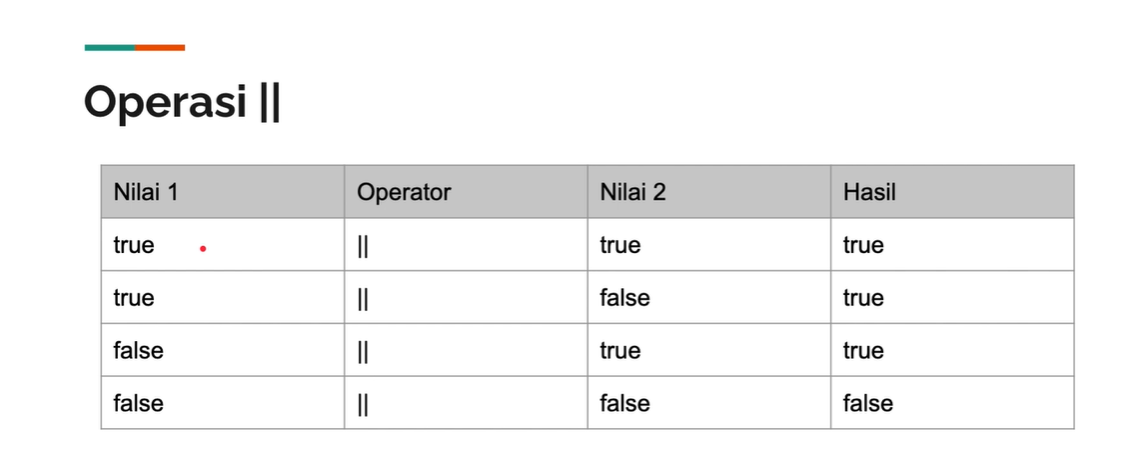 Operasi ||
Nilai 1 Operator Nilai 2 Hasil
true || true true
true || false true
false || true true
false || false false